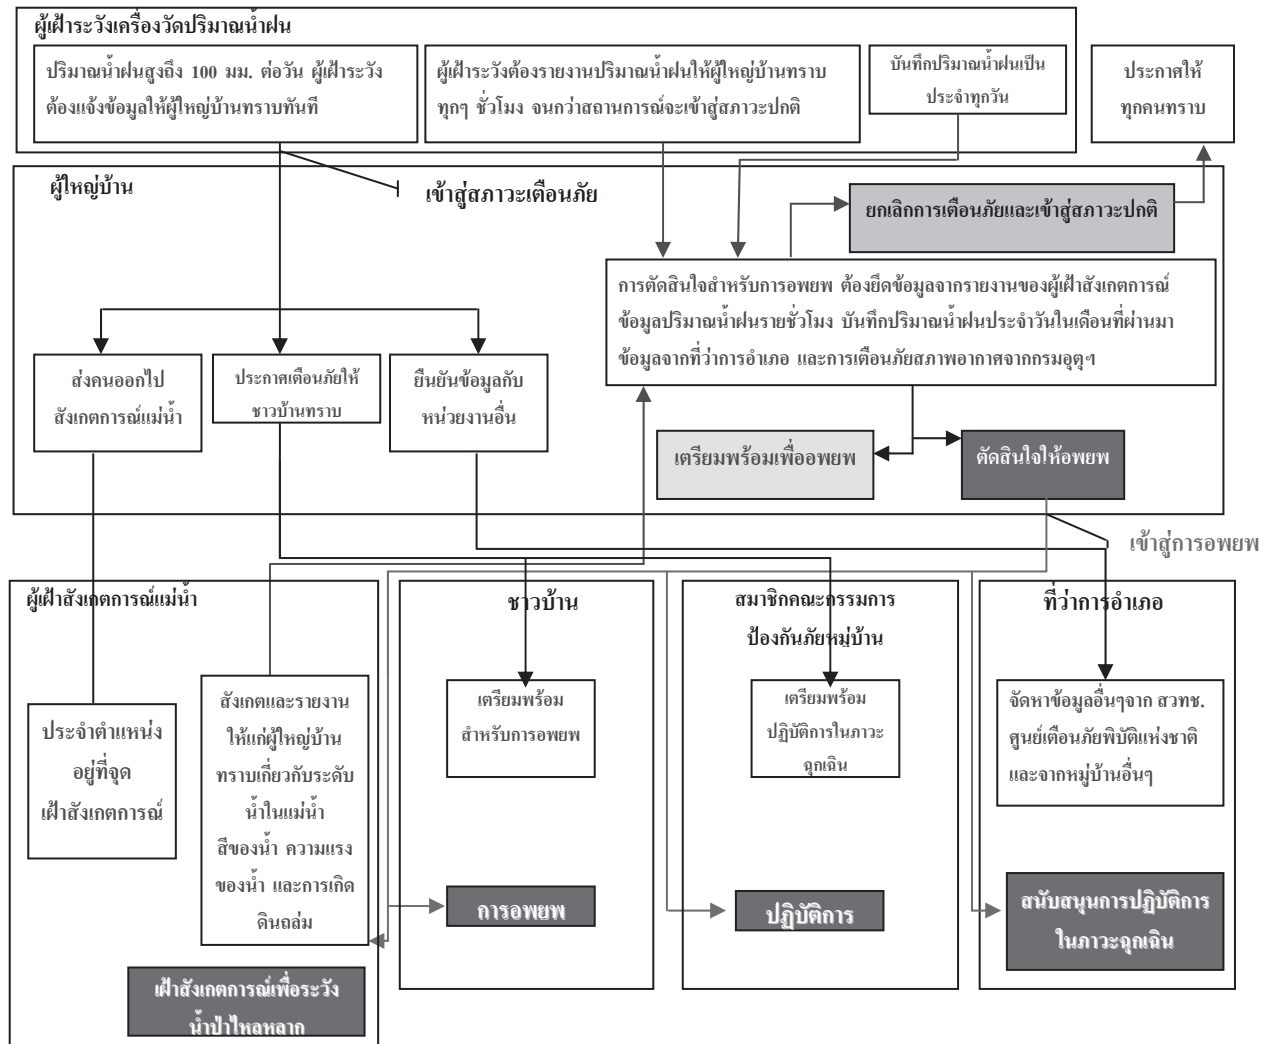 ผู้เฝ้าระวังเครื่องวัดปริมาณน้ำฝน
ปริมาณน้ำฝนสูงถึง 100 มม. ต่อวัน ผู้เฝ้าระวัง
ต้องแจ้งข้อมูลให้ผู้ใหญ่บ้านทราบทันที
ผู้เฝ้าระวังต้องรายงานปริมาณน้ำฝนให้ผู้ใหญ่บ้านทราบ
ทุกๆ ชั่วโมง จนกว่าสถานการณ์จะเข้าสู่สภาวะปกติ
บันทึกปริมาณน้ำฝนเป็น
ประจำทุกวัน
ประกาศให้
ทุกคนทราบ
ผู้ใหญ่บ้าน
เข้าสู่สภาวะเตือนภัย
ยกเลิกการเตือนภัยและเข้าสู่สภาวะปกติ
การตัดสินใจสำหรับการอพยพ ต้องยึดข้อมูลจากรายงานของผู้เฝ้าสังเกตการณ์
ข้อมูลปริมาณน้ำฝนรายชั่วโมง บันทึกปริมาณน้ำฝนประจำวันในเดือนที่ผ่านมา
ข้อมูลจากที่ว่าการอำเภอ และการเตือนภัยสภาพอากาศจากกรมอุตุฯ
ส่งคนออกไป
สังเกตการณ์แม่น้ำ
ประกาศเตือนภัยให้
ชาวบ้านทราบ
ยืนยันข้อมูลกับ
หน่วยงานอื่น
เตรียมพร้อมเพื่ออพยพ
ตัดสินใจให้อพยพ
เข้าสู่การอพยพ
ผู้เฝ้าสังเกตการณ์แม่น้ำ
ประจำตำแหน่ง
อยู่ที่จุด
เฝ้าสังเกตการณ์
สังเกตและรายงาน
ให้แก่ผู้ใหญ่บ้าน
ทราบเกี่ยวกับระดับ
น้ำในแม่น้ำ
สีของน้ำ ความแรง
ของน้ำ และการเกิด
ดินถล่ม
เฝ้าสังเกตการณ์เพื่อระวัง
น้ำป่าไหลหลาก
ชาวบ้าน
เตรียมพร้อม
สำหรับการอพยพ
การอพยพ
สมาชิกคณะกรรมการ
ป้องกันภัยหมู่บ้าน
เตรียมพร้อม
ปฏิบัติการในภาวะ
ฉุกเฉิน
ปฏิบัติการ
ที่ว่าการอำเภอ
จัดหาข้อมูลอื่นๆจาก สวทช.
ศูนย์เตือนภัยพิบัติแห่งชาติ
และจากหมู่บ้านอื่นๆ
สนับสนุนการปฏิบัติการ
ในภาวะฉุกเฉิน